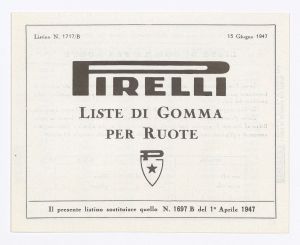 Listino N. 1717/B
15 Giugno 1947
PIRELLI
LISTE DI GOMMA
PER RUOTE
P
Il presente listino sostituisce quello N. 1697 B del 1º Aprile 1947